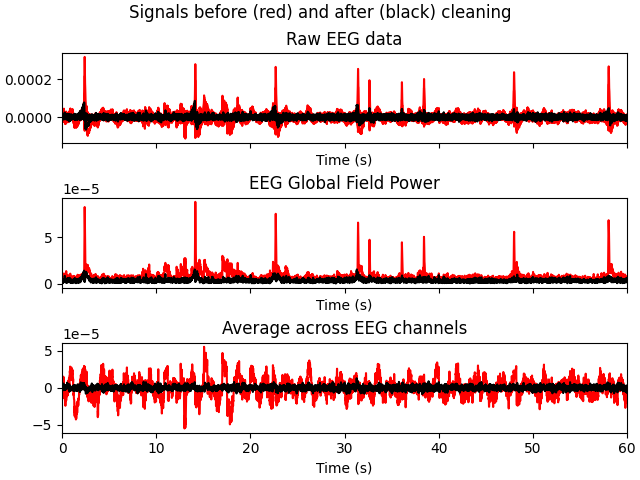 Signals before (red) and after (black) cleaning
Raw EEG data
0.0002
0.0000
Time (s)
EEG Global Field Power
1e−5
5
0
Time (s)
Average across EEG channels
1e−5
5
0
−5
0 10 20 30 40 50 60
Time (s)